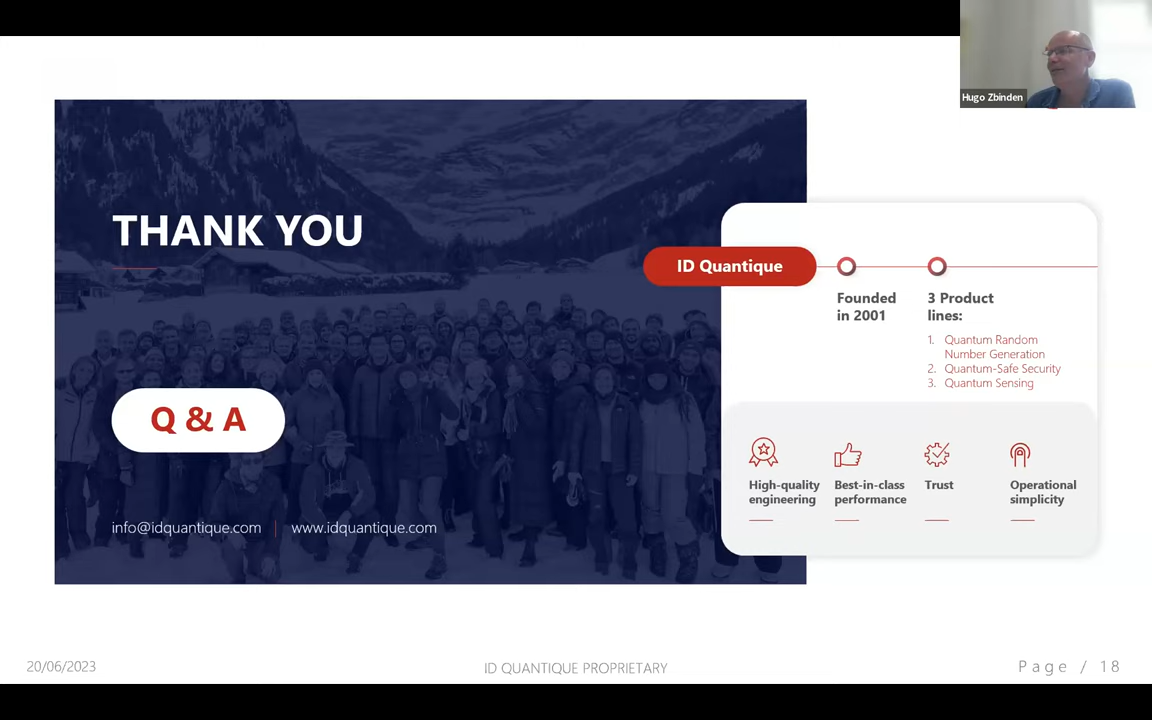 Hugo Zbinden
THANK YOU
Q & A
info@idquantique.com | www.idquantique.com
ID Quantique
Founded
in 2001
3 Product
lines:
1. Quantum Random
Number Generation
2. Quantum-Safe Security
3. Quantum Sensing
High-quality
engineering
Best-in-class
performance
Trust
Operational
simplicity
20/06/2023
ID QUANTIQUE PROPRIETARY
Page / 18